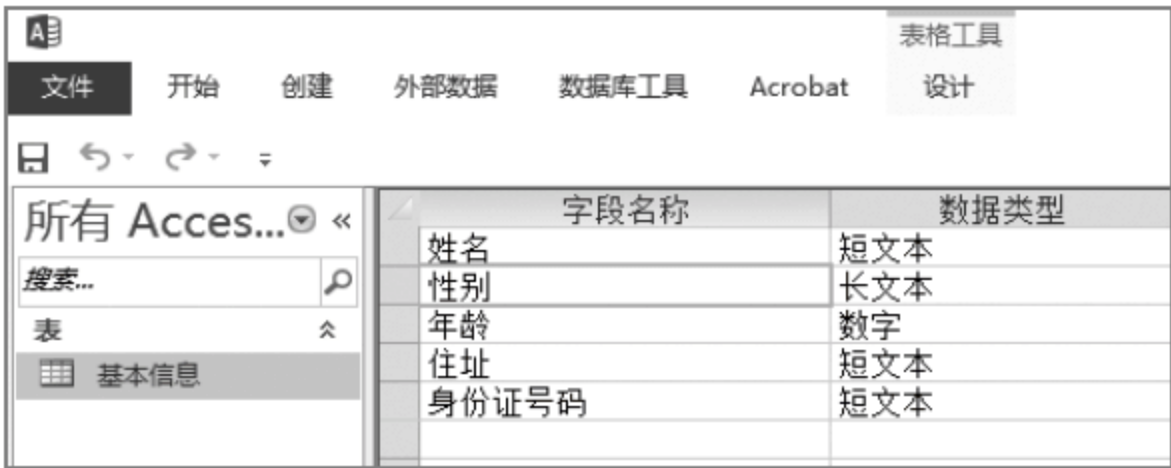 A
表格工具
文件 开始 创建 外部数据 数据库工具 Acrobat 设计
所有 Acces... «
搜索...
表
基本信息
字段名称 数据类型
姓名 短文本
性别 长文本
年龄 数字
住址 短文本
身份证号码 短文本